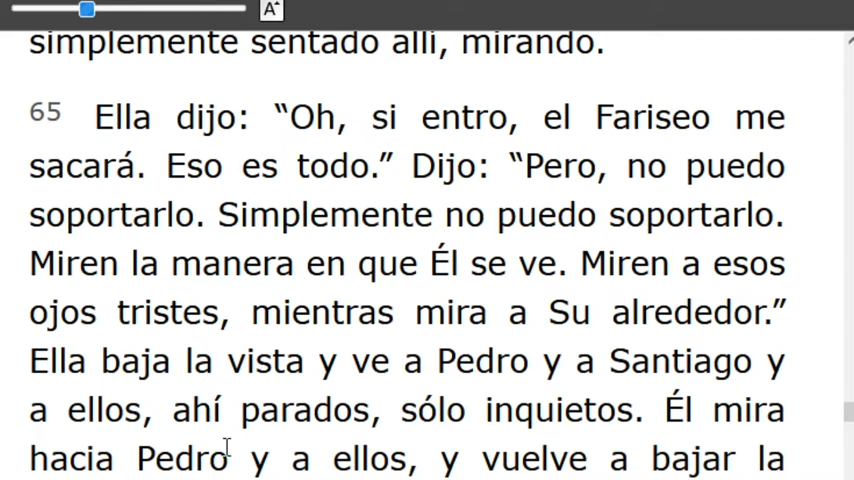 A
simplemente sentado allí, mirando.
65 Ella dijo: “Oh, si entro, el Fariseo me
sacará. Eso es todo.” Dijo: “Pero, no puedo
soportarlo. Simplemente no puedo soportarlo.
Miren la manera en que Él se ve. Miren a esos
ojos tristes, mientras mira a Su alrededor.”
Ella baja la vista y ve a Pedro y a Santiago y
a ellos, ahí parados, sólo inquietos. Él mira
hacia Pedro y a ellos, y vuelve a bajar la